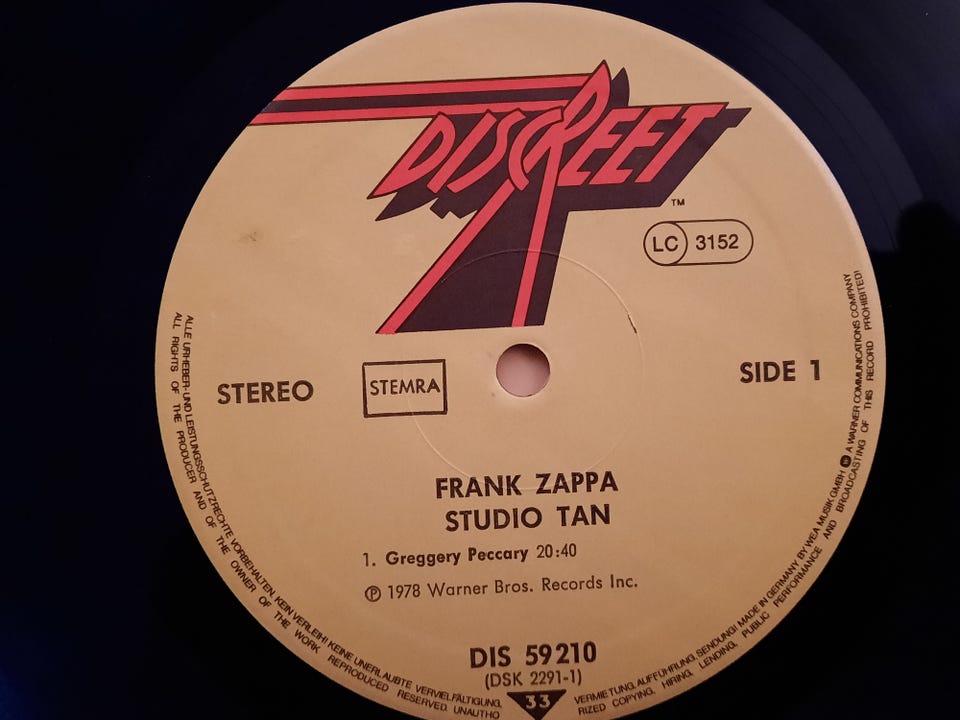 DISCREET
TM
LC 3152
STEREO
STEMRA
SIDE 1
FRANK ZAPPA
STUDIO TAN
1. Greggery Peccary 20:40
℗ 1978 Warner Bros. Records Inc.
DIS 59210
(DSK 2291-1)
33
ALLE URHEBER- UND LEISTUNGSSCHUTZRECHTE VORBEHALTEN. KEIN VERLEIH! KEINE UNERLAUBTE VERVIELFÄLTIGUNG, VERMIETUNG, AUFFÜHRUNG, SENDUNG! MADE IN GERMANY BY WEA MUSIK GMBH A WARNER COMMUNICATIONS COMPANY
ALL RIGHTS OF THE PRODUCER AND OF THE OWNER OF THE WORK REPRODUCED RESERVED. UNAUTHORIZED COPYING, HIRING, LENDING, PUBLIC PERFORMANCE AND BROADCASTING OF THIS RECORD PROHIBITED!